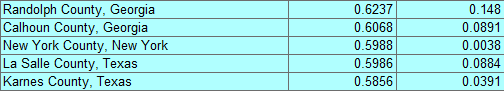 Randolph County, Georgia 0.6237 0.148
Calhoun County, Georgia 0.6068 0.0891
New York County, New York 0.5988 0.0038
La Salle County, Texas 0.5986 0.0884
Karnes County, Texas 0.5856 0.0391